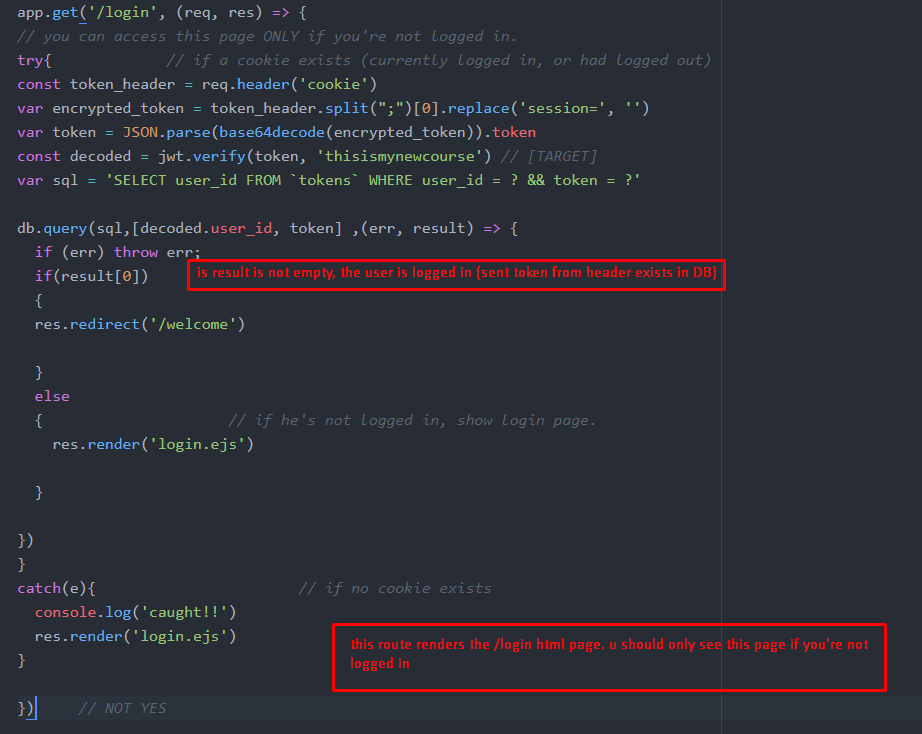 app.get('/login', (req, res) => {
// you can access this page ONLY if you're not logged in.
try{ // if a cookie exists (currently logged in, or had logged out)
const token_header = req.header('cookie')
var encrypted_token = token_header.split(";")[0].replace('session=', '')
var token = JSON.parse(base64decode(encrypted_token)).token
const decoded = jwt.verify(token, 'thisismynewcourse') // [TARGET]
var sql = 'SELECT user_id FROM `tokens` WHERE user_id = ? && token = ?'
db.query(sql,[decoded.user_id, token] ,(err, result) => {
if (err) throw err;
is result is not empty, the user is logged in (sent token from header exists in DB)
if(result[0])
{
res.redirect('/welcome')
}
else
{ // if he's not logged in, show login page.
res.render('login.ejs')
}
})
}
catch(e){ // if no cookie exists
console.log('caught!!')
res.render('login.ejs')
this route renders the /login html page. u should only see this page if you're not
logged in
}
}) // NOT YES